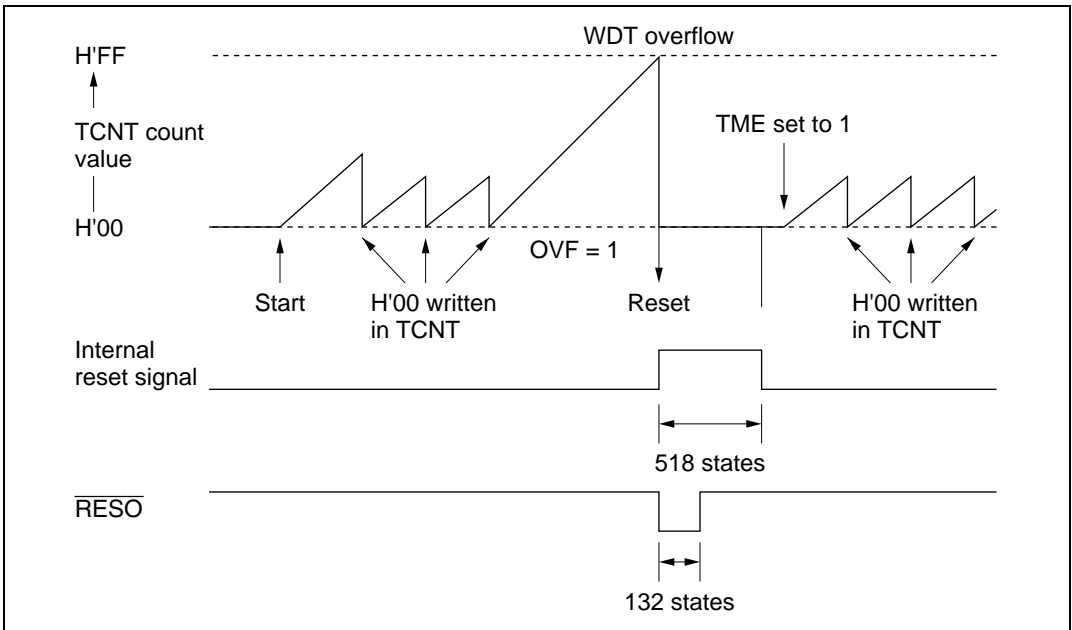 WDT overflow
H'FF
TME set to 1
TCNT count
value
H'00
OVF = 1
Start
H'00 written
in TCNT
Reset
H'00 written
in TCNT
Internal
reset signal
518 states
RESO
132 states